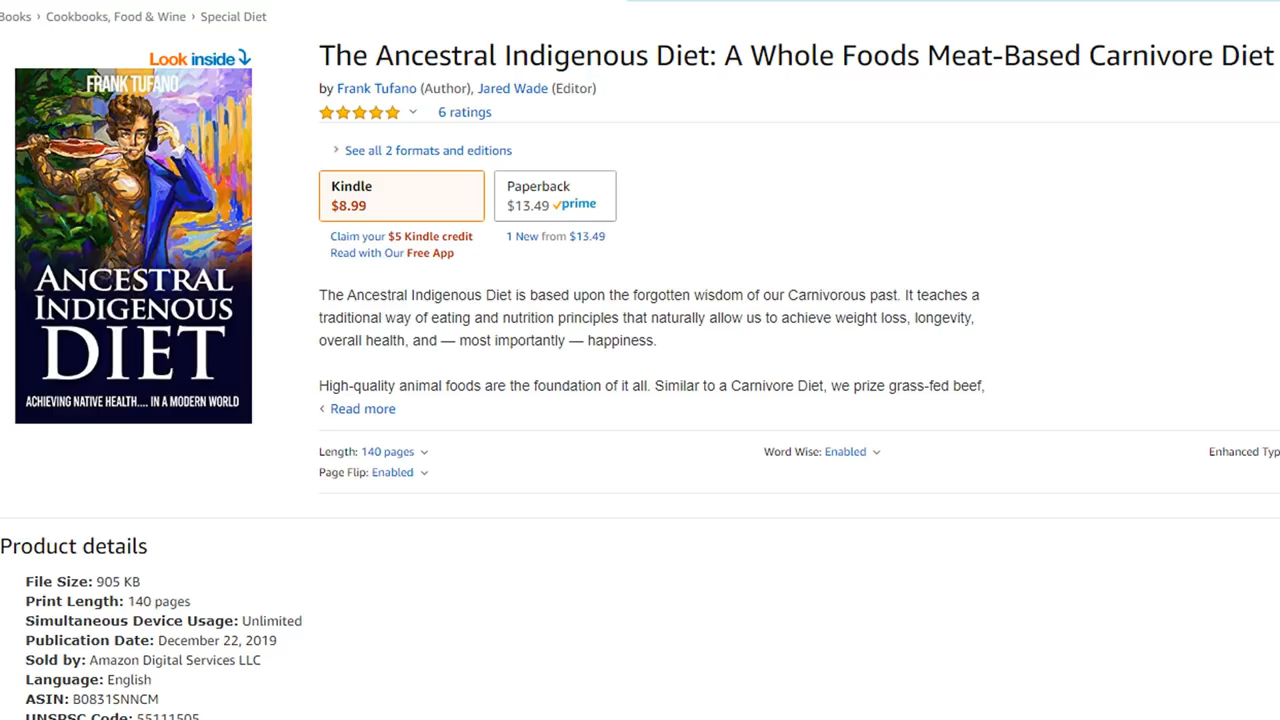 Books › Cookbooks, Food & Wine › Special Diet
Look inside
FRANK TUFANO
ANCESTRAL
INDIGENOUS
DIET
ACHIEVING NATIVE HEALTH.... IN A MODERN WORLD
The Ancestral Indigenous Diet: A Whole Foods Meat-Based Carnivore Diet
by Frank Tufano (Author), Jared Wade (Editor)
6 ratings
› See all 2 formats and editions
Kindle
$8.99
Paperback
$13.49 prime
Claim your $5 Kindle credit
Read with Our Free App
1 New from $13.49
The Ancestral Indigenous Diet is based upon the forgotten wisdom of our Carnivorous past. It teaches a
traditional way of eating and nutrition principles that naturally allow us to achieve weight loss, longevity,
overall health, and — most importantly — happiness.
High-quality animal foods are the foundation of it all. Similar to a Carnivore Diet, we prize grass-fed beef,
‹ Read more
Length: 140 pages
Word Wise: Enabled
Enhanced Typ
Page Flip: Enabled
Product details
File Size: 905 KB
Print Length: 140 pages
Simultaneous Device Usage: Unlimited
Publication Date: December 22, 2019
Sold by: Amazon Digital Services LLC
Language: English
ASIN: B0831SNNCM
UNSPSC Code: 55111505